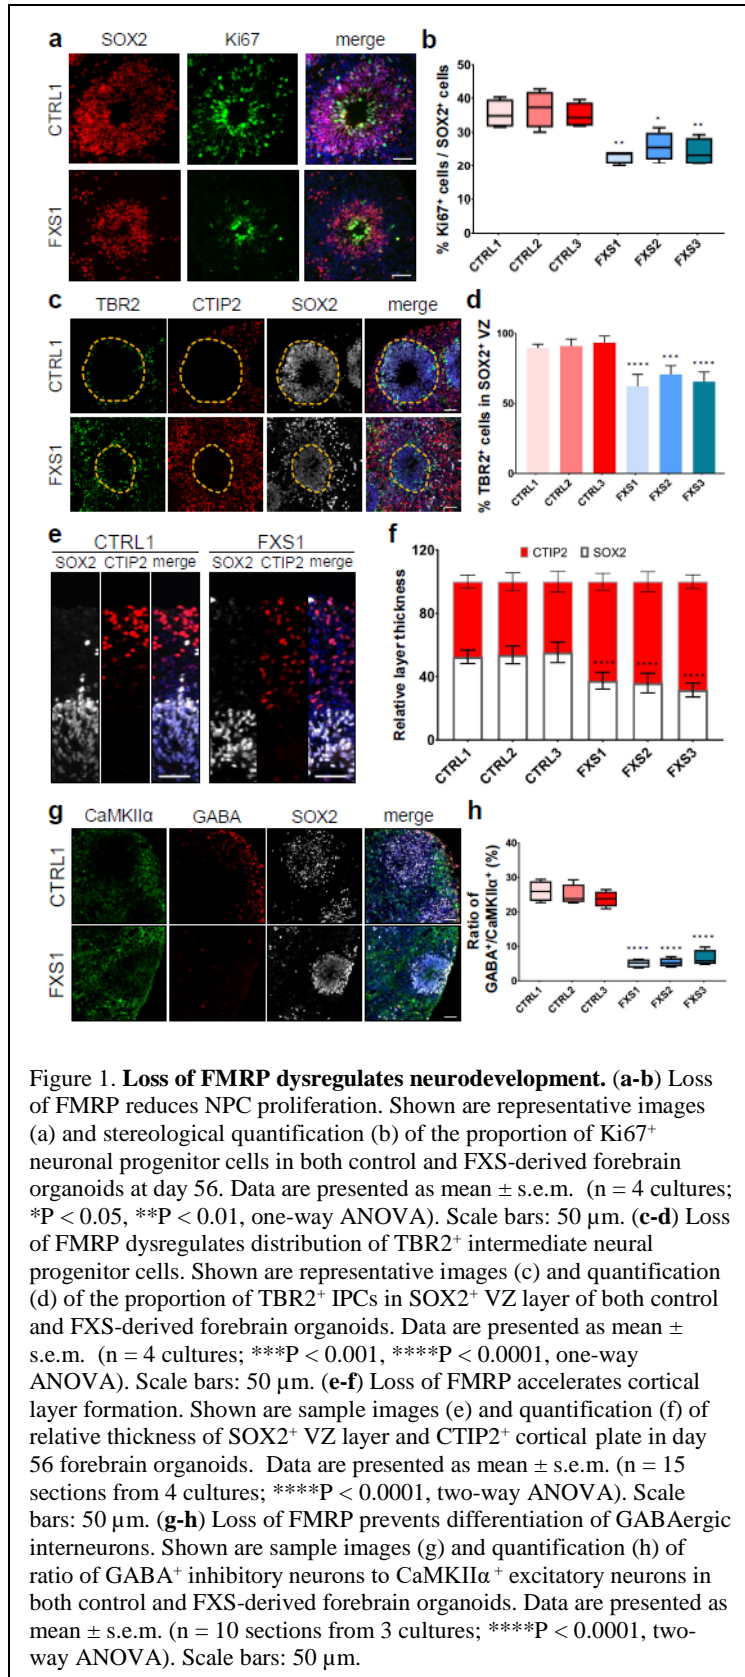 a
SOX2 Ki67 merge
CTRL1
FXS1
b
% Ki67⁺ cells / SOX2⁺ cells
50
40
30
20
10
0
** * **
CTRL1 CTRL2 CTRL3 FXS1 FXS2 FXS3
c
TBR2 CTIP2 SOX2 merge
CTRL1
FXS1
d
% TBR2⁺ cells in SOX2⁺ VZ
100
50
0
**** *** ****
CTRL1 CTRL2 CTRL3 FXS1 FXS2 FXS3
e
CTRL1 FXS1
SOX2 CTIP2 merge SOX2 CTIP2 merge
f
CTIP2 SOX2
Relative layer thickness
120
80
40
0
**** **** ****
CTRL1 CTRL2 CTRL3 FXS1 FXS2 FXS3
g
CaMKIIα GABA SOX2 merge
CTRL1
FXS1
h
Ratio of
GABA⁺/CaMKIIα⁺ (%)
40
30
20
10
0
**** **** ****
CTRL1 CTRL2 CTRL3 FXS1 FXS2 FXS3
Figure 1. Loss of FMRP dysregulates neurodevelopment. (a-b) Loss
of FMRP reduces NPC proliferation. Shown are representative images
(a) and stereological quantification (b) of the proportion of Ki67⁺
neuronal progenitor cells in both control and FXS-derived forebrain
organoids at day 56. Data are presented as mean ± s.e.m. (n = 4 cultures;
*P < 0.05, **P < 0.01, one-way ANOVA). Scale bars: 50 µm. (c-d) Loss
of FMRP dysregulates distribution of TBR2⁺ intermediate neural
progenitor cells. Shown are representative images (c) and quantification
(d) of the proportion of TBR2⁺ IPCs in SOX2⁺ VZ layer of both control
and FXS-derived forebrain organoids. Data are presented as mean ±
s.e.m. (n = 4 cultures; ***P < 0.001, ****P < 0.0001, one-way
ANOVA). Scale bars: 50 µm. (e-f) Loss of FMRP accelerates cortical
layer formation. Shown are sample images (e) and quantification (f) of
relative thickness of SOX2⁺ VZ layer and CTIP2⁺ cortical plate in day
56 forebrain organoids. Data are presented as mean ± s.e.m. (n = 15
sections from 4 cultures; ****P < 0.0001, two-way ANOVA). Scale
bars: 50 µm. (g-h) Loss of FMRP prevents differentiation of GABAergic
interneurons. Shown are sample images (g) and quantification (h) of
ratio of GABA⁺ inhibitory neurons to CaMKIIα ⁺ excitatory neurons in
both control and FXS-derived forebrain organoids. Data are presented as
mean ± s.e.m. (n = 10 sections from 3 cultures; ****P < 0.0001, two-
way ANOVA). Scale bars: 50 µm.